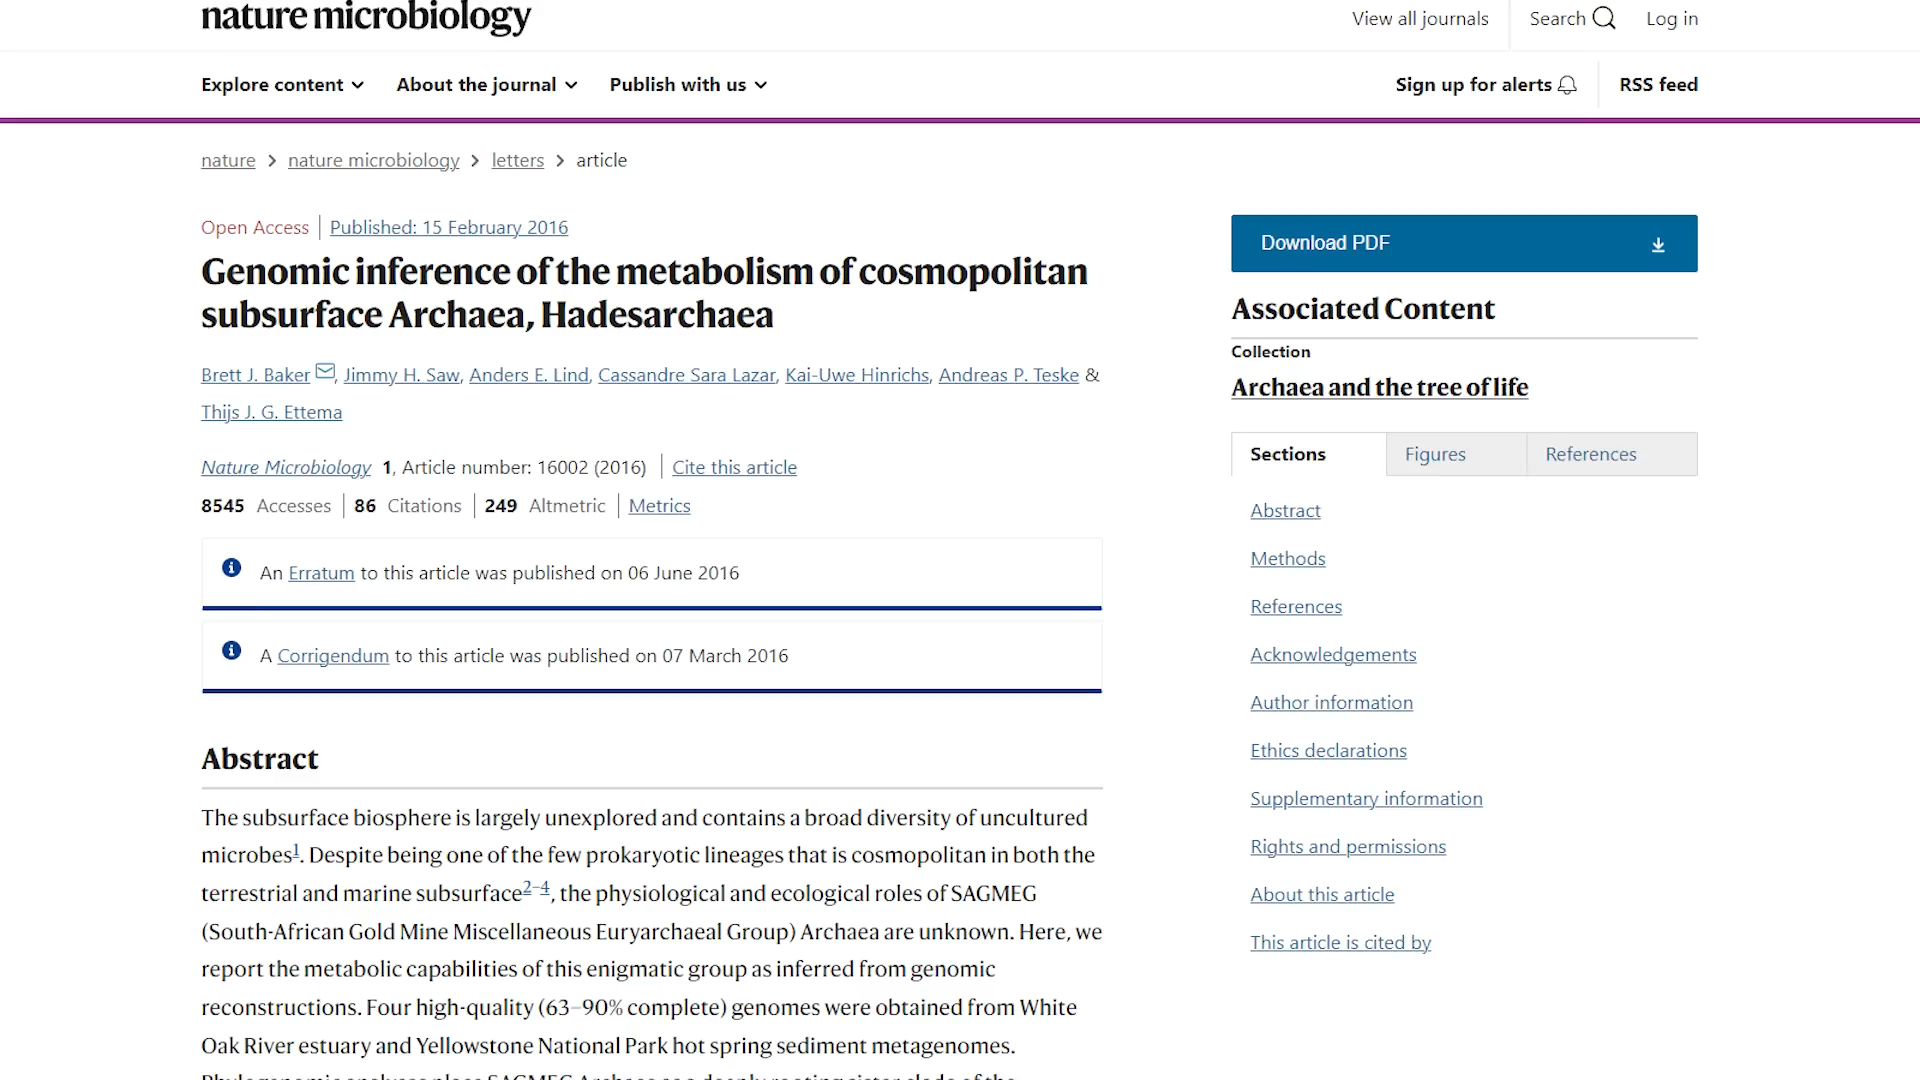 nature microbiology
View all journals Search Log in
Explore content About the journal Publish with us Sign up for alerts RSS feed
nature > nature microbiology > letters > article
Open Access Published: 15 February 2016
Genomic inference of the metabolism of cosmopolitan
subsurface Archaea, Hadesarchaea
Brett J. Baker, Jimmy H. Saw, Anders E. Lind, Cassandre Sara Lazar, Kai-Uwe Hinrichs, Andreas P. Teske &
Thijs J. G. Ettema
Nature Microbiology 1, Article number: 16002 (2016) Cite this article
8545 Accesses 86 Citations 249 Altmetric Metrics
An Erratum to this article was published on 06 June 2016
A Corrigendum to this article was published on 07 March 2016
Abstract
The subsurface biosphere is largely unexplored and contains a broad diversity of uncultured
microbes1. Despite being one of the few prokaryotic lineages that is cosmopolitan in both the
terrestrial and marine subsurface2–4, the physiological and ecological roles of SAGMEG
(South-African Gold Mine Miscellaneous Euryarchaeal Group) Archaea are unknown. Here, we
report the metabolic capabilities of this enigmatic group as inferred from genomic
reconstructions. Four high-quality (63–90% complete) genomes were obtained from White
Oak River estuary and Yellowstone National Park hot spring sediment metagenomes.
Download PDF
Associated Content
Collection
Archaea and the tree of life
Sections Figures References
Abstract
Methods
References
Acknowledgements
Author information
Ethics declarations
Supplementary information
Rights and permissions
About this article
This article is cited by